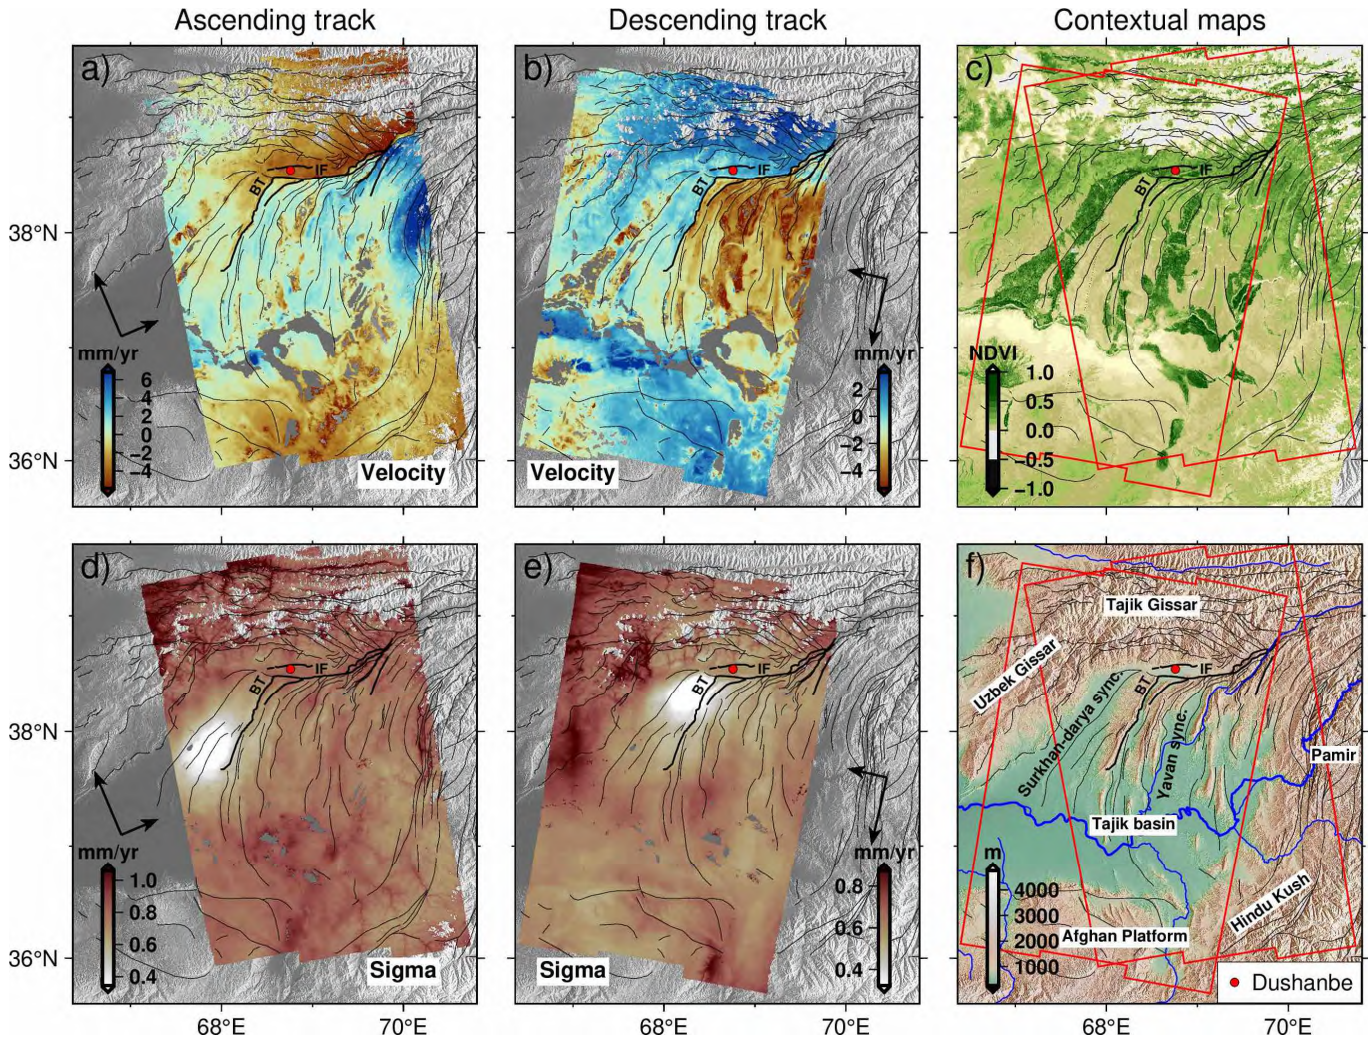 Ascending track
Descending track
Contextual maps
a)
b)
c)
BT
IF
BT
IF
BT
IF
38°N
mm/yr
6
4
2
0
−2
−4
mm/yr
2
0
−2
−4
NDVI
1.0
0.5
0.0
−0.5
−1.0
36°N
Velocity
Velocity
d)
e)
f)
Tajik Gissar
Uzbek Gissar
BT
IF
BT
IF
BT
IF
38°N
Surkhan-darya sync.
Yavan sync.
Pamir
Tajik basin
mm/yr
1.0
0.8
0.6
0.4
mm/yr
0.8
0.6
0.4
m
4000
3000
2000
1000
Hindu Kush
Afghan Platform
36°N
Sigma
Sigma
Dushanbe
68°E
70°E
68°E
70°E
68°E
70°E